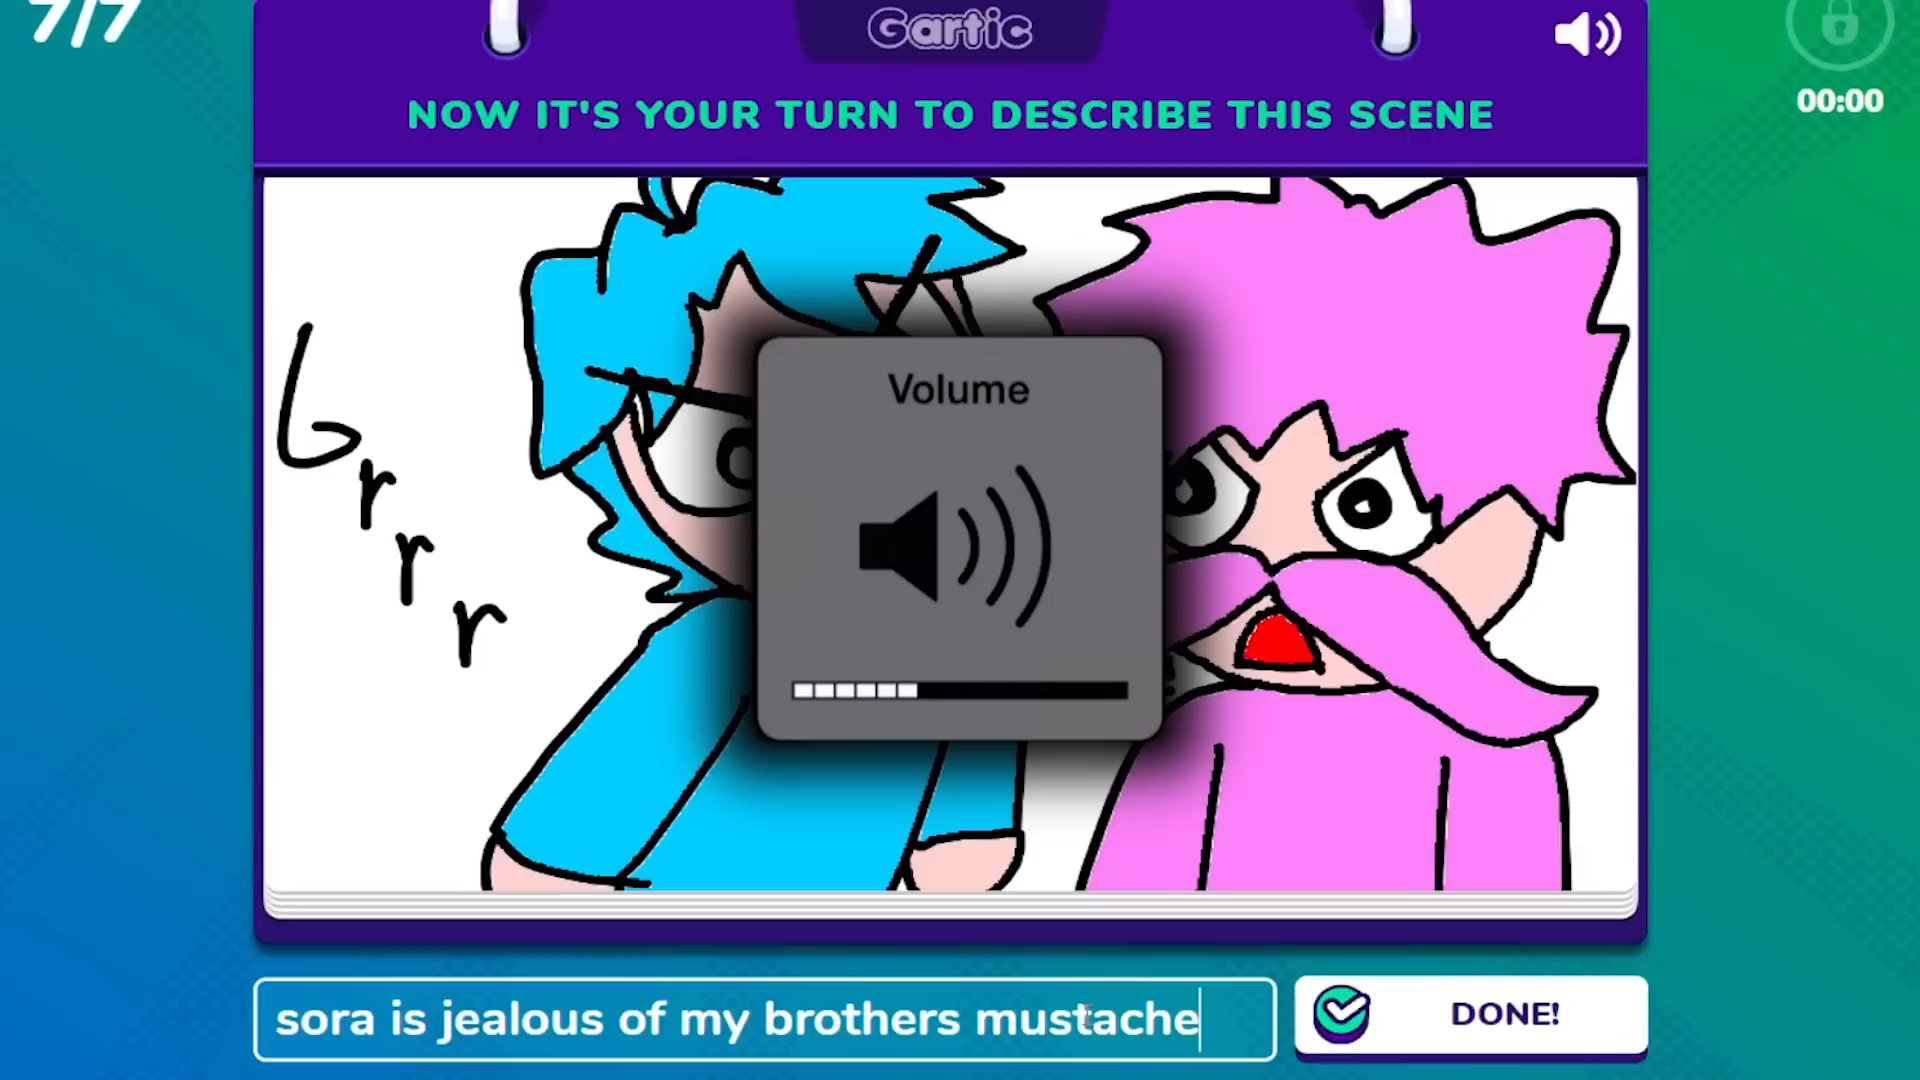 7/7
Gartic
00:00
NOW IT'S YOUR TURN TO DESCRIBE THIS SCENE
Grrr
Volume
sora is jealous of my brothers mustache
DONE!